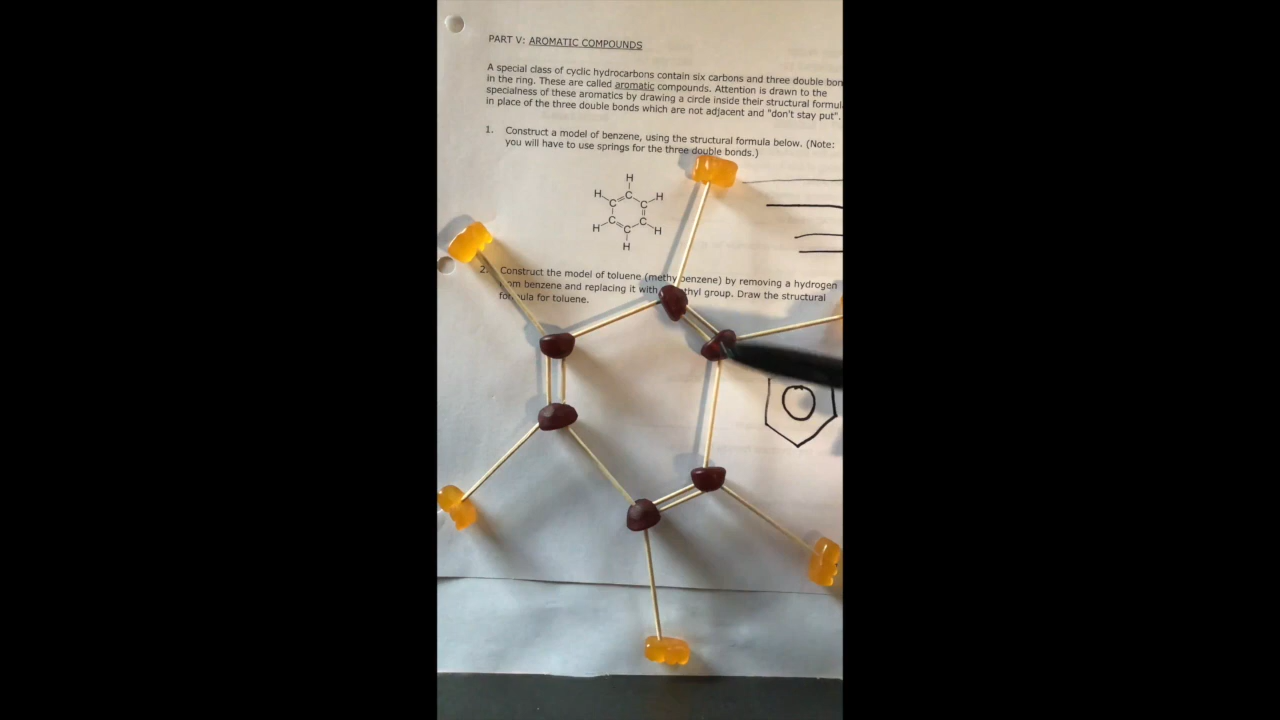 PART V: AROMATIC COMPOUNDS
A special class of cyclic hydrocarbons contain six carbons and three double bon
in the ring. These are called aromatic compounds. Attention is drawn to the
specialness of these aromatics by drawing a circle inside their structural formul
in place of the three double bonds which are not adjacent and "don't stay put".
1. Construct a model of benzene, using the structural formula below. (Note:
you will have to use springs for the three double bonds.)
H
H C H
C C
C C
H C H
H
2. Construct the model of toluene (methy benzene) by removing a hydrogen
om benzene and replacing it with thyl group. Draw the structural
for ula for toluene.